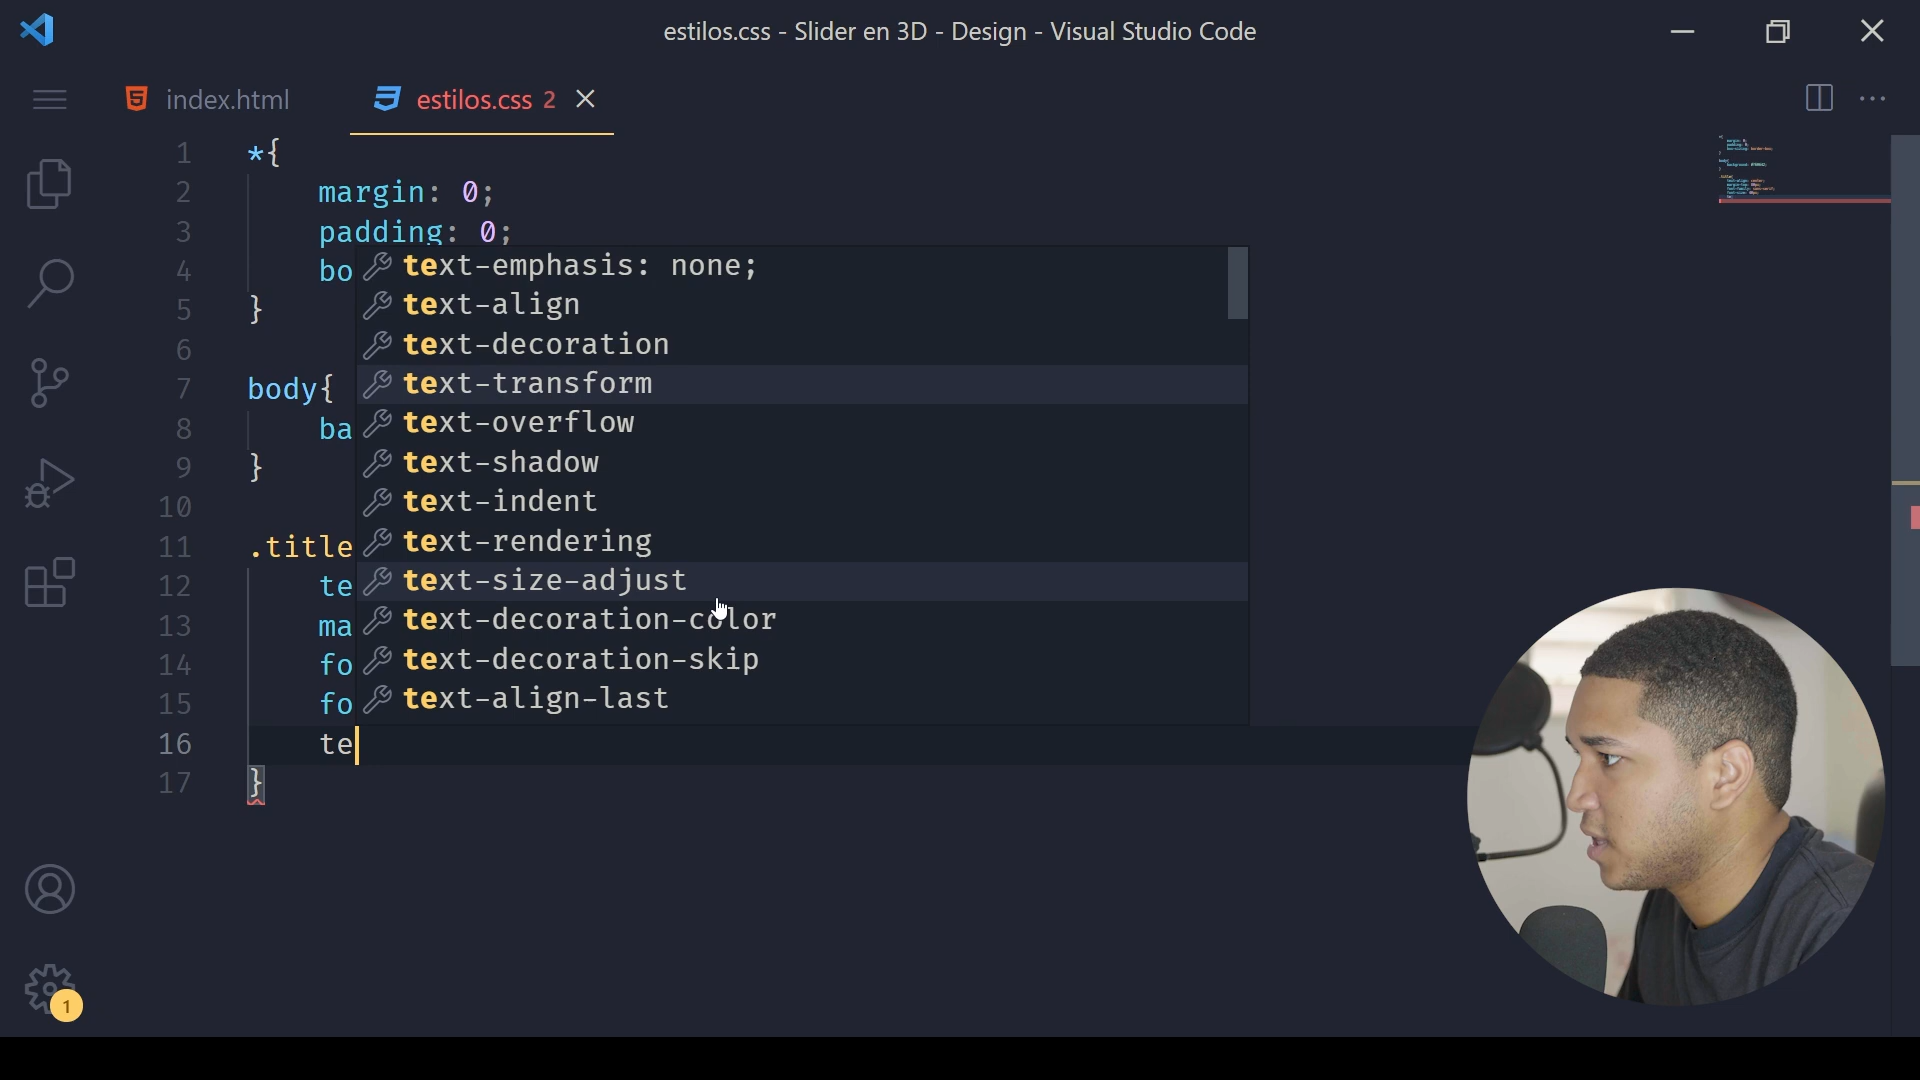 estilos.css - Slider en 3D - Design - Visual Studio Code
index.html
estilos.css 2
1 *{
2 margin: 0;
3 padding: 0;
4 bo
5 }
6
7 body{
8 ba
9 }
10
11 .title
12 te
13 ma
14 fo
15 fo
16 te
17 }
text-emphasis: none;
text-align
text-decoration
text-transform
text-overflow
text-shadow
text-indent
text-rendering
text-size-adjust
text-decoration-color
text-decoration-skip
text-align-last
1